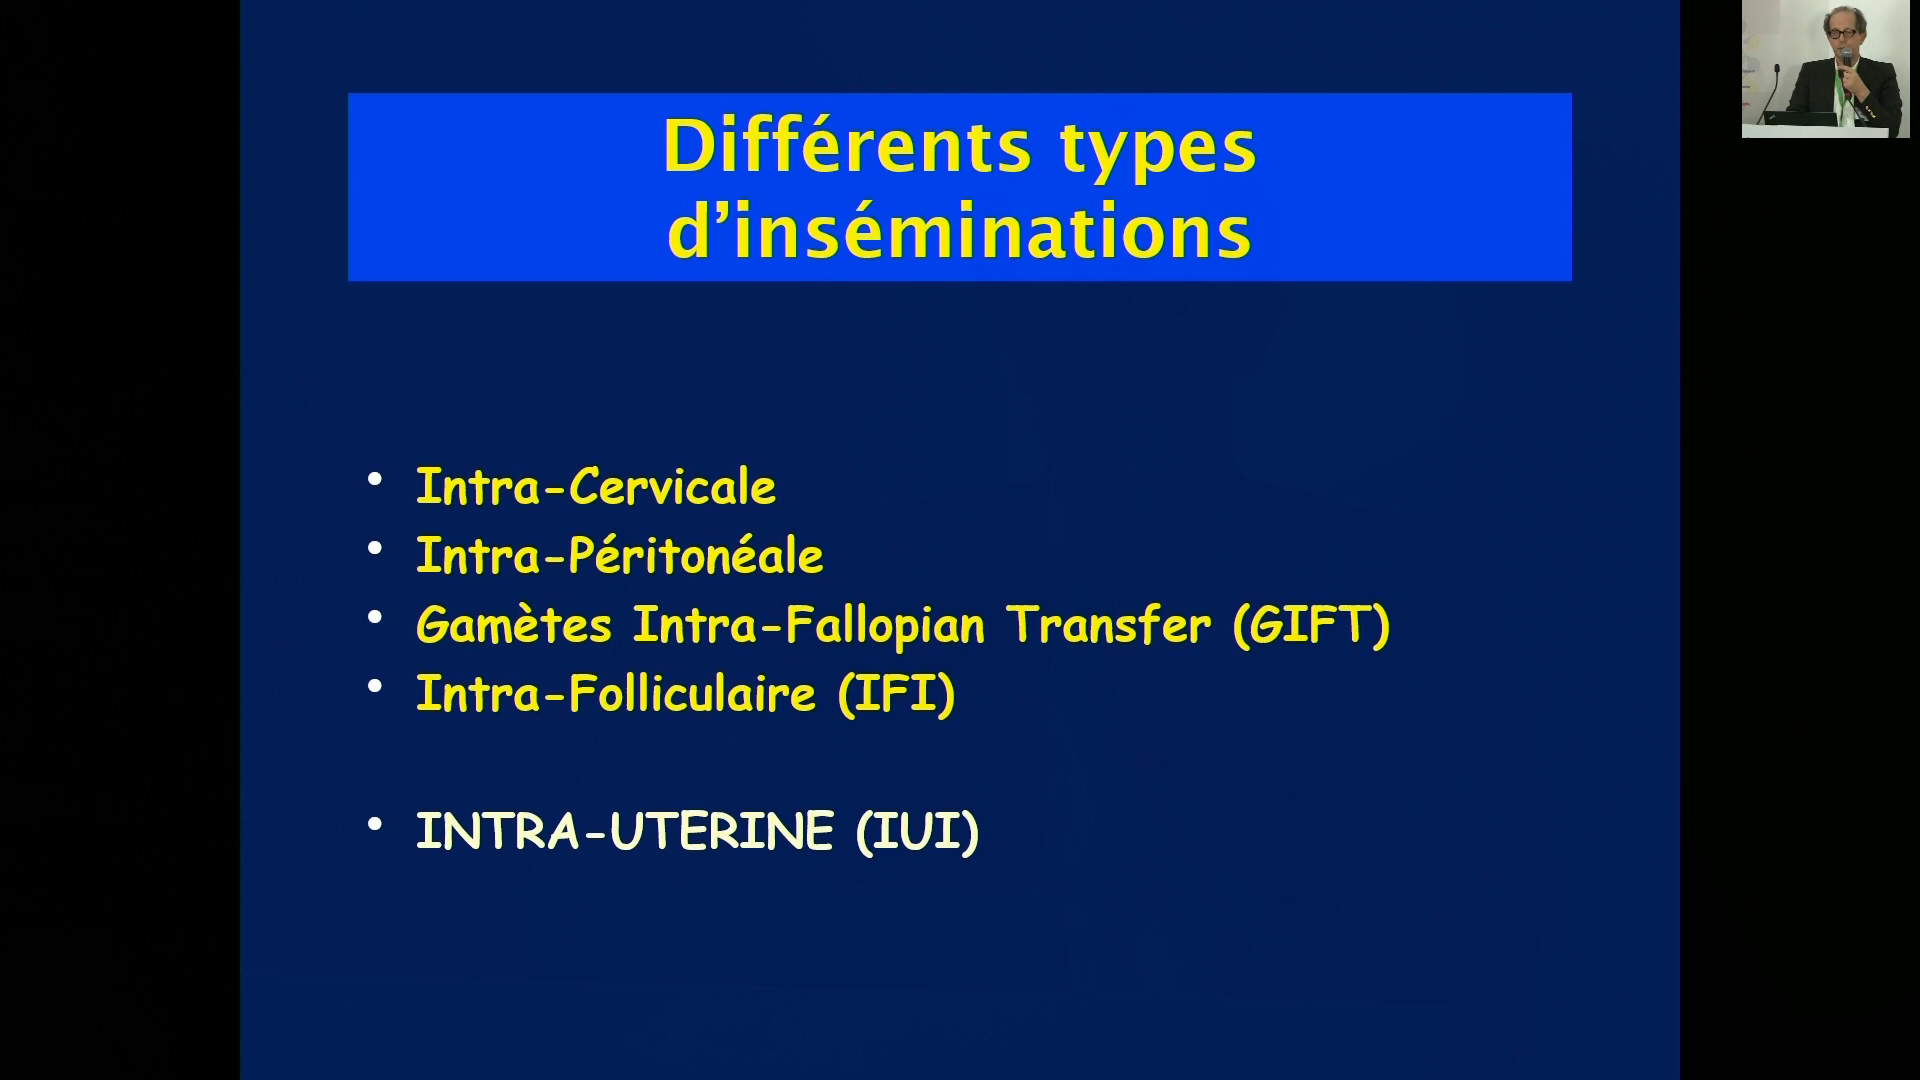 Différents types
d’inséminations
• Intra-Cervicale
• Intra-Péritonéale
• Gamètes Intra-Fallopian Transfer (GIFT)
• Intra-Folliculaire (IFI)
• INTRA-UTERINE (IUI)